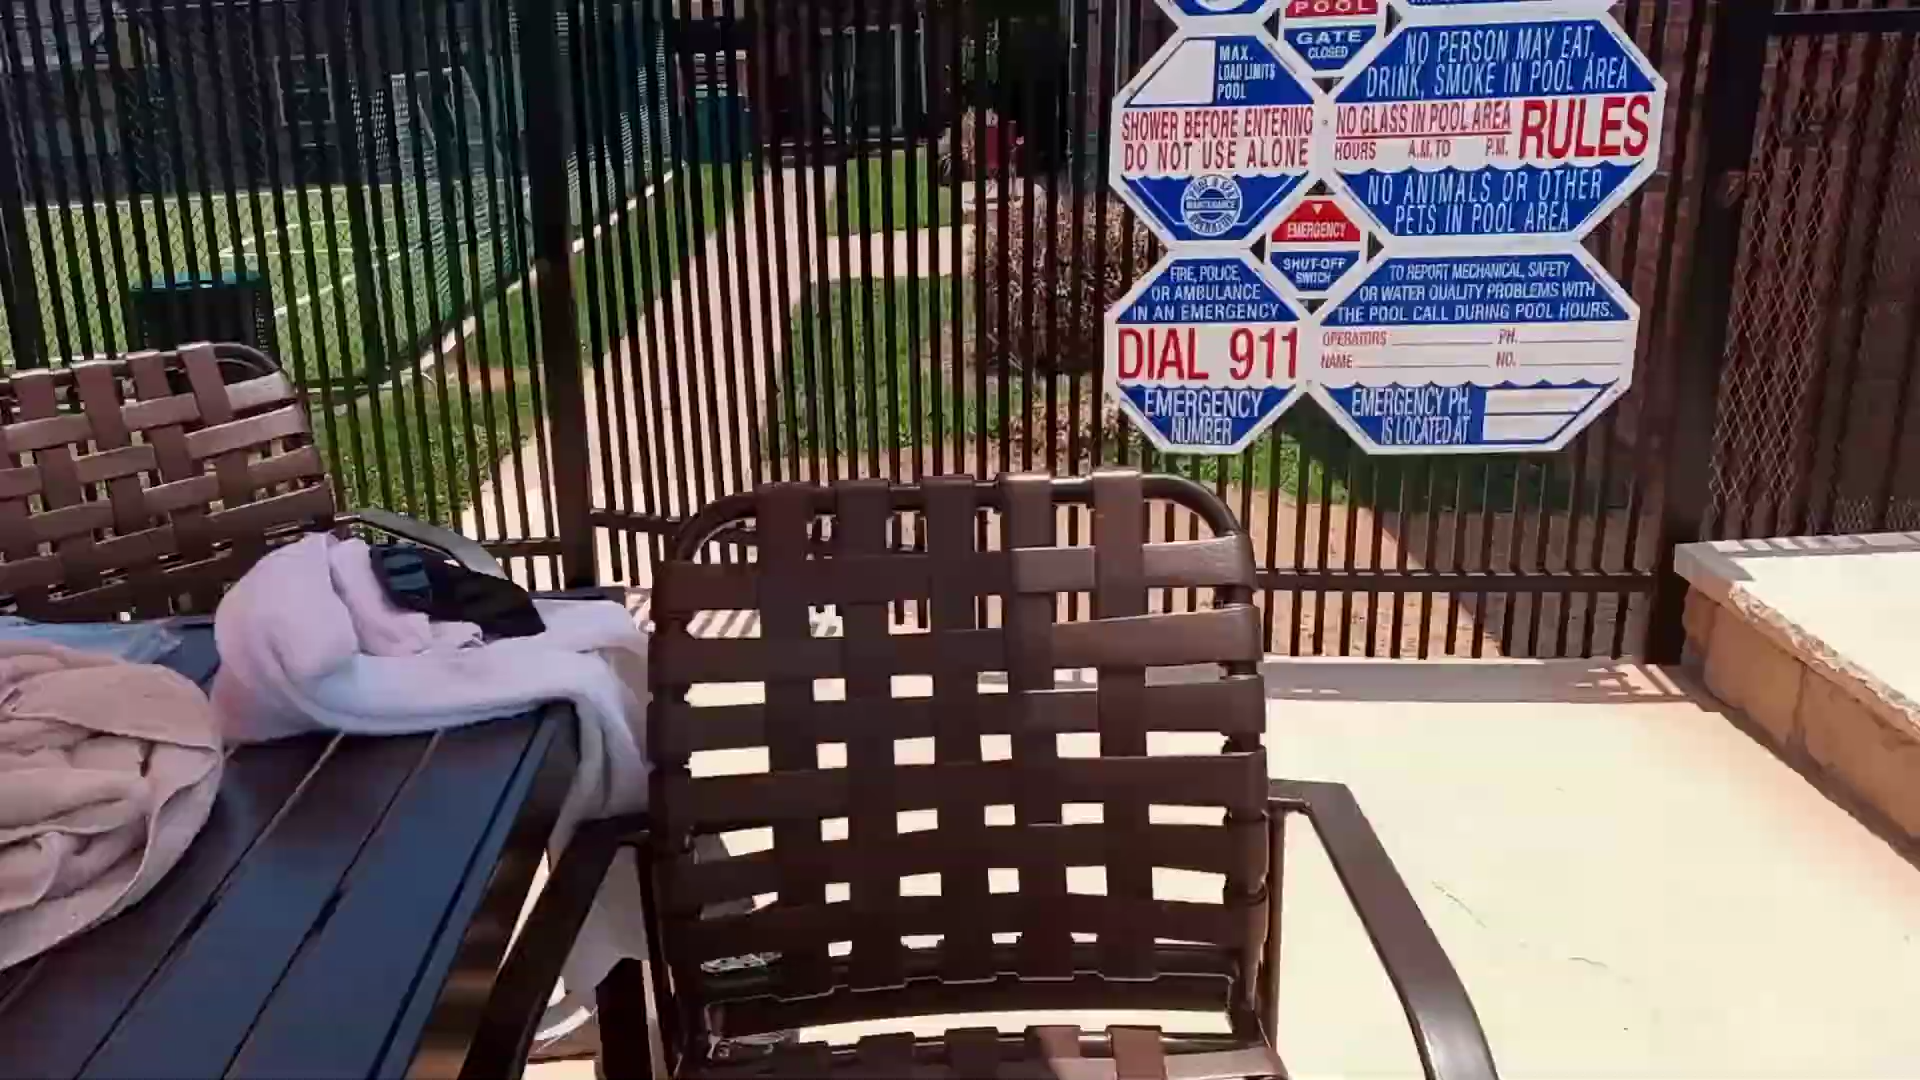 POOL
GATE
CLOSED
MAX.
LOAD LIMITS
POOL
SHOWER BEFORE ENTERING
DO NOT USE ALONE
MAINTENANCE
NO PERSON MAY EAT,
DRINK, SMOKE IN POOL AREA
NO GLASS IN POOL AREA
HOURS A.M. TO P.M.
RULES
NO ANIMALS OR OTHER
PETS IN POOL AREA
EMERGENCY
SHUT-OFF
SWITCH
FIRE, POLICE,
OR AMBULANCE
IN AN EMERGENCY
DIAL 911
EMERGENCY
NUMBER
TO REPORT MECHANICAL, SAFETY
OR WATER QUALITY PROBLEMS WITH
THE POOL CALL DURING POOL HOURS.
OPERATORS PH.
NAME NO.
EMERGENCY PH.
IS LOCATED AT